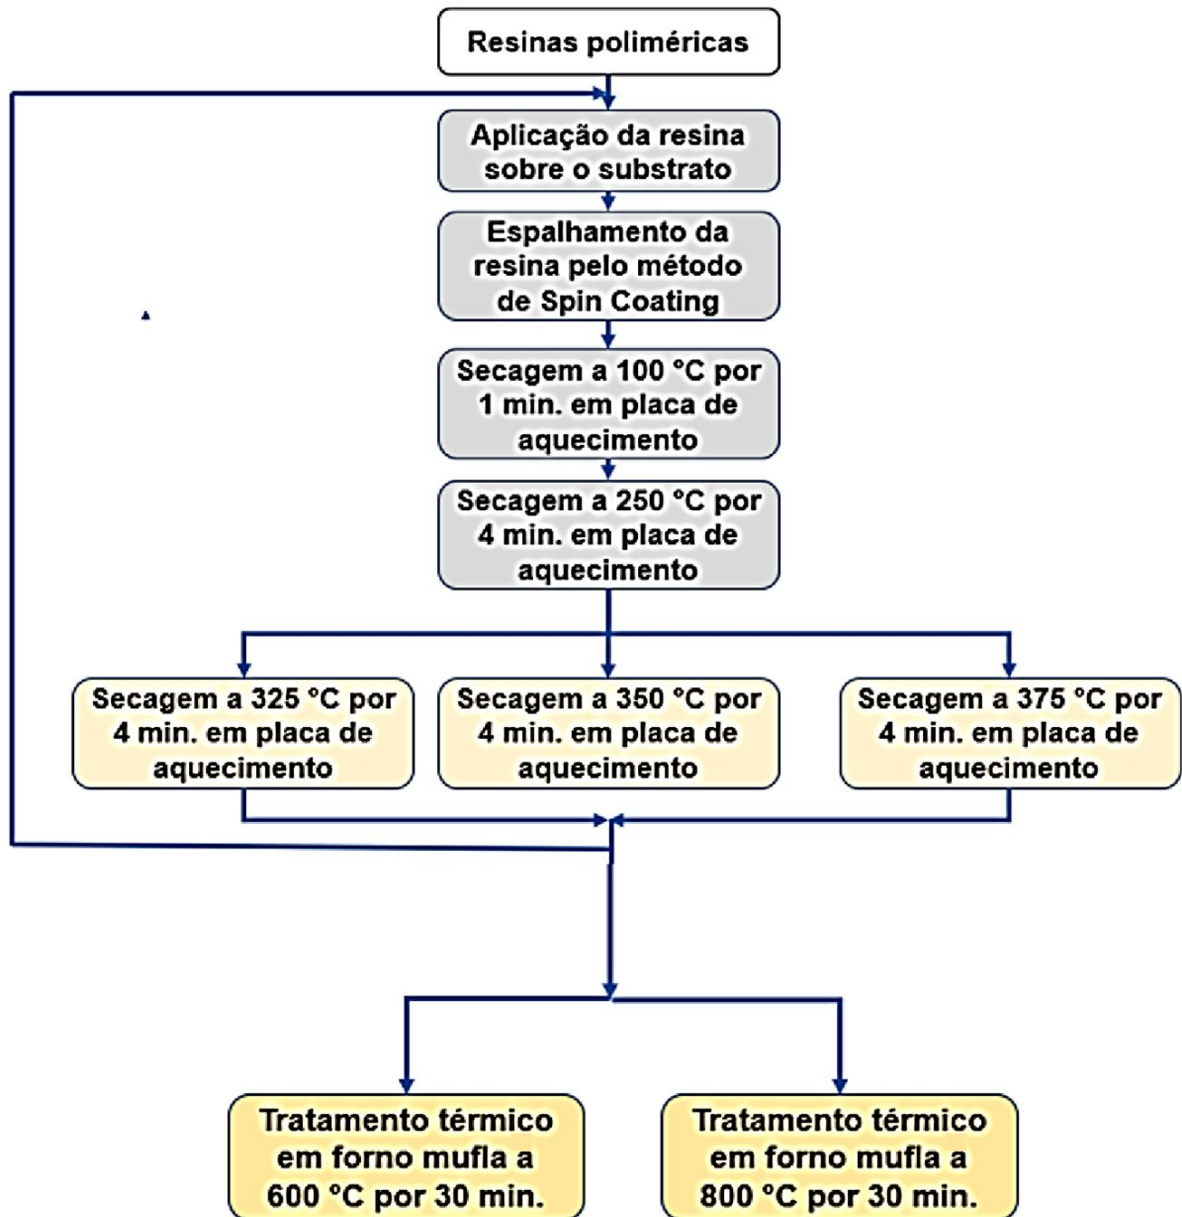 Resinas poliméricas
Aplicação da resina
sobre o substrato
Espalhamento da
resina pelo método
de Spin Coating
Secagem a 100 °C por
1 min. em placa de
aquecimento
Secagem a 250 °C por
4 min. em placa de
aquecimento
Secagem a 325 °C por
4 min. em placa de
aquecimento
Secagem a 350 °C por
4 min. em placa de
aquecimento
Secagem a 375 °C por
4 min. em placa de
aquecimento
Tratamento térmico
em forno mufla a
600 °C por 30 min.
Tratamento térmico
em forno mufla a
800 °C por 30 min.